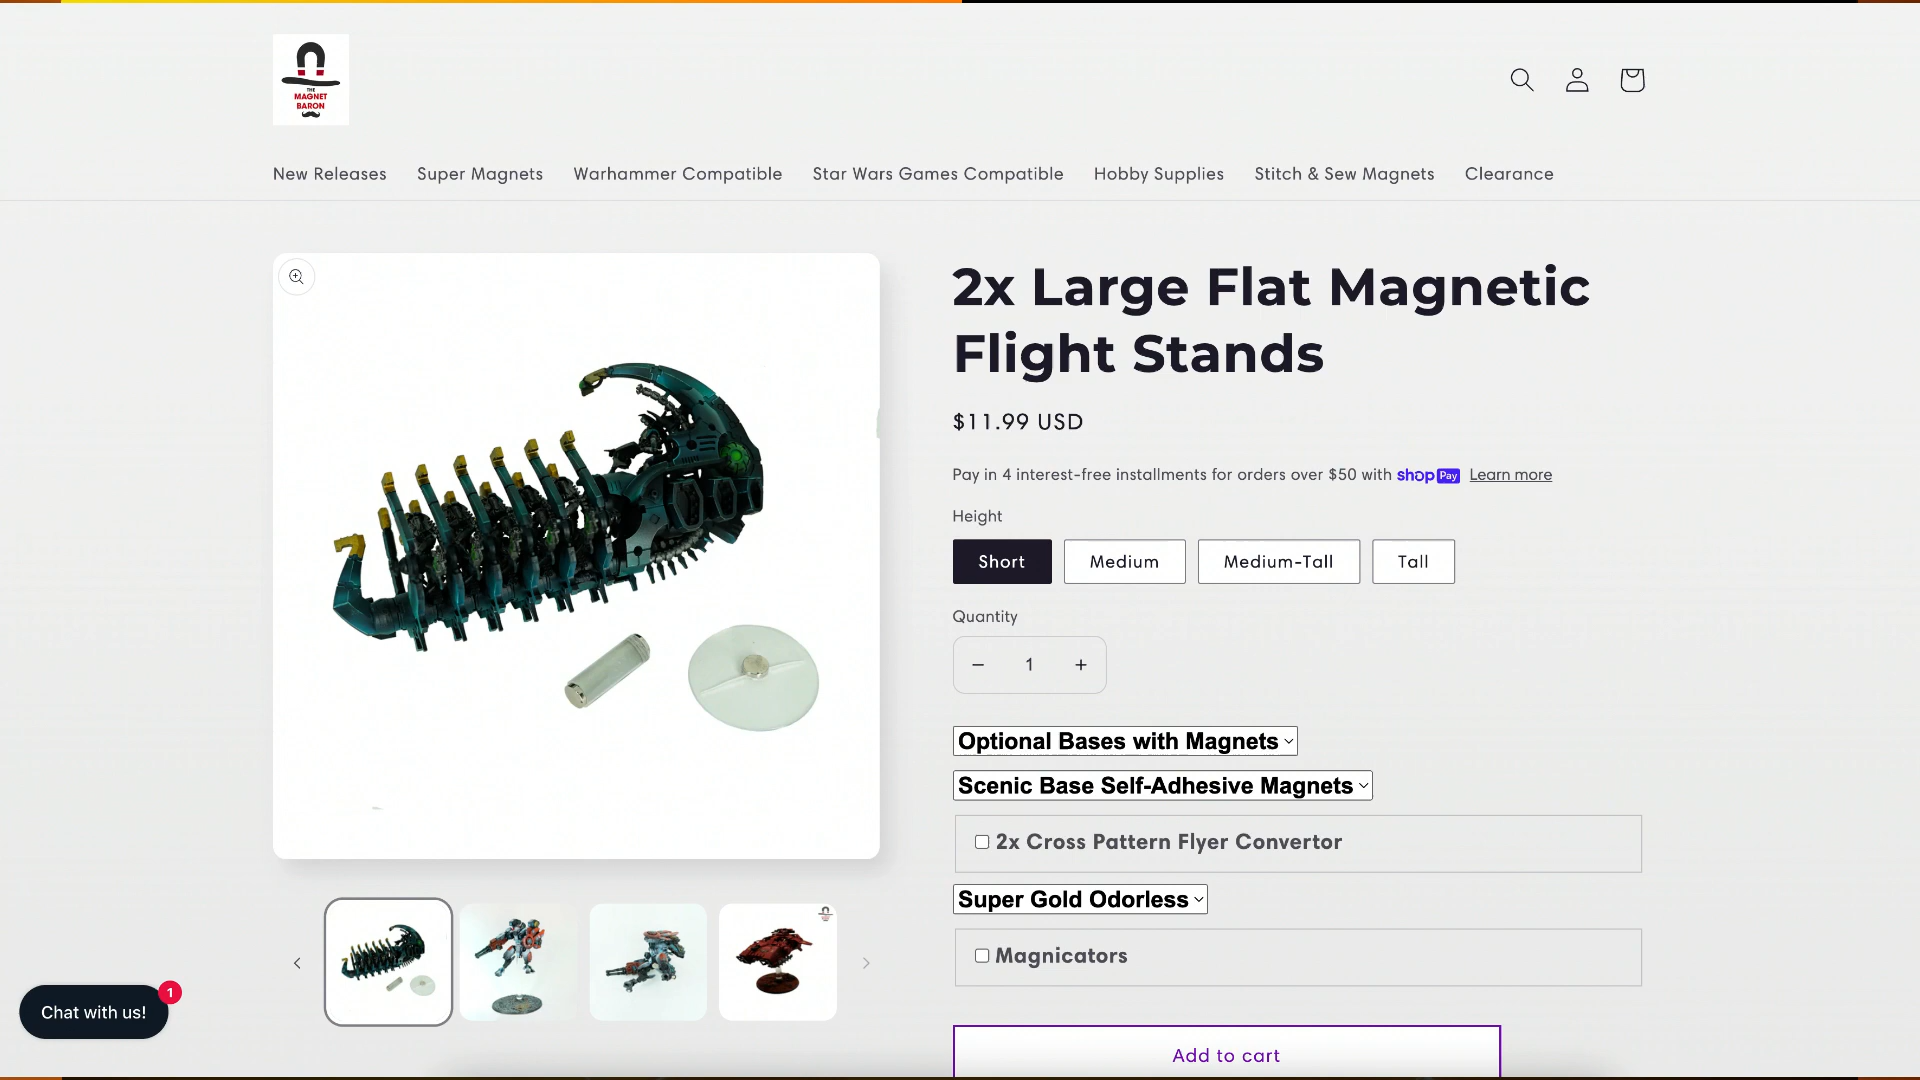 THE
MAGNET
BARON
New Releases
Super Magnets
Warhammer Compatible
Star Wars Games Compatible
Hobby Supplies
Stitch & Sew Magnets
Clearance
2x Large Flat Magnetic
Flight Stands
$11.99 USD
Pay in 4 interest-free installments for orders over $50 with shop Pay Learn more
Height
Short
Medium
Medium-Tall
Tall
Quantity
− 1 +
Optional Bases with Magnets
Scenic Base Self-Adhesive Magnets
2x Cross Pattern Flyer Convertor
Super Gold Odorless
Magnicators
Add to cart
Chat with us!
1